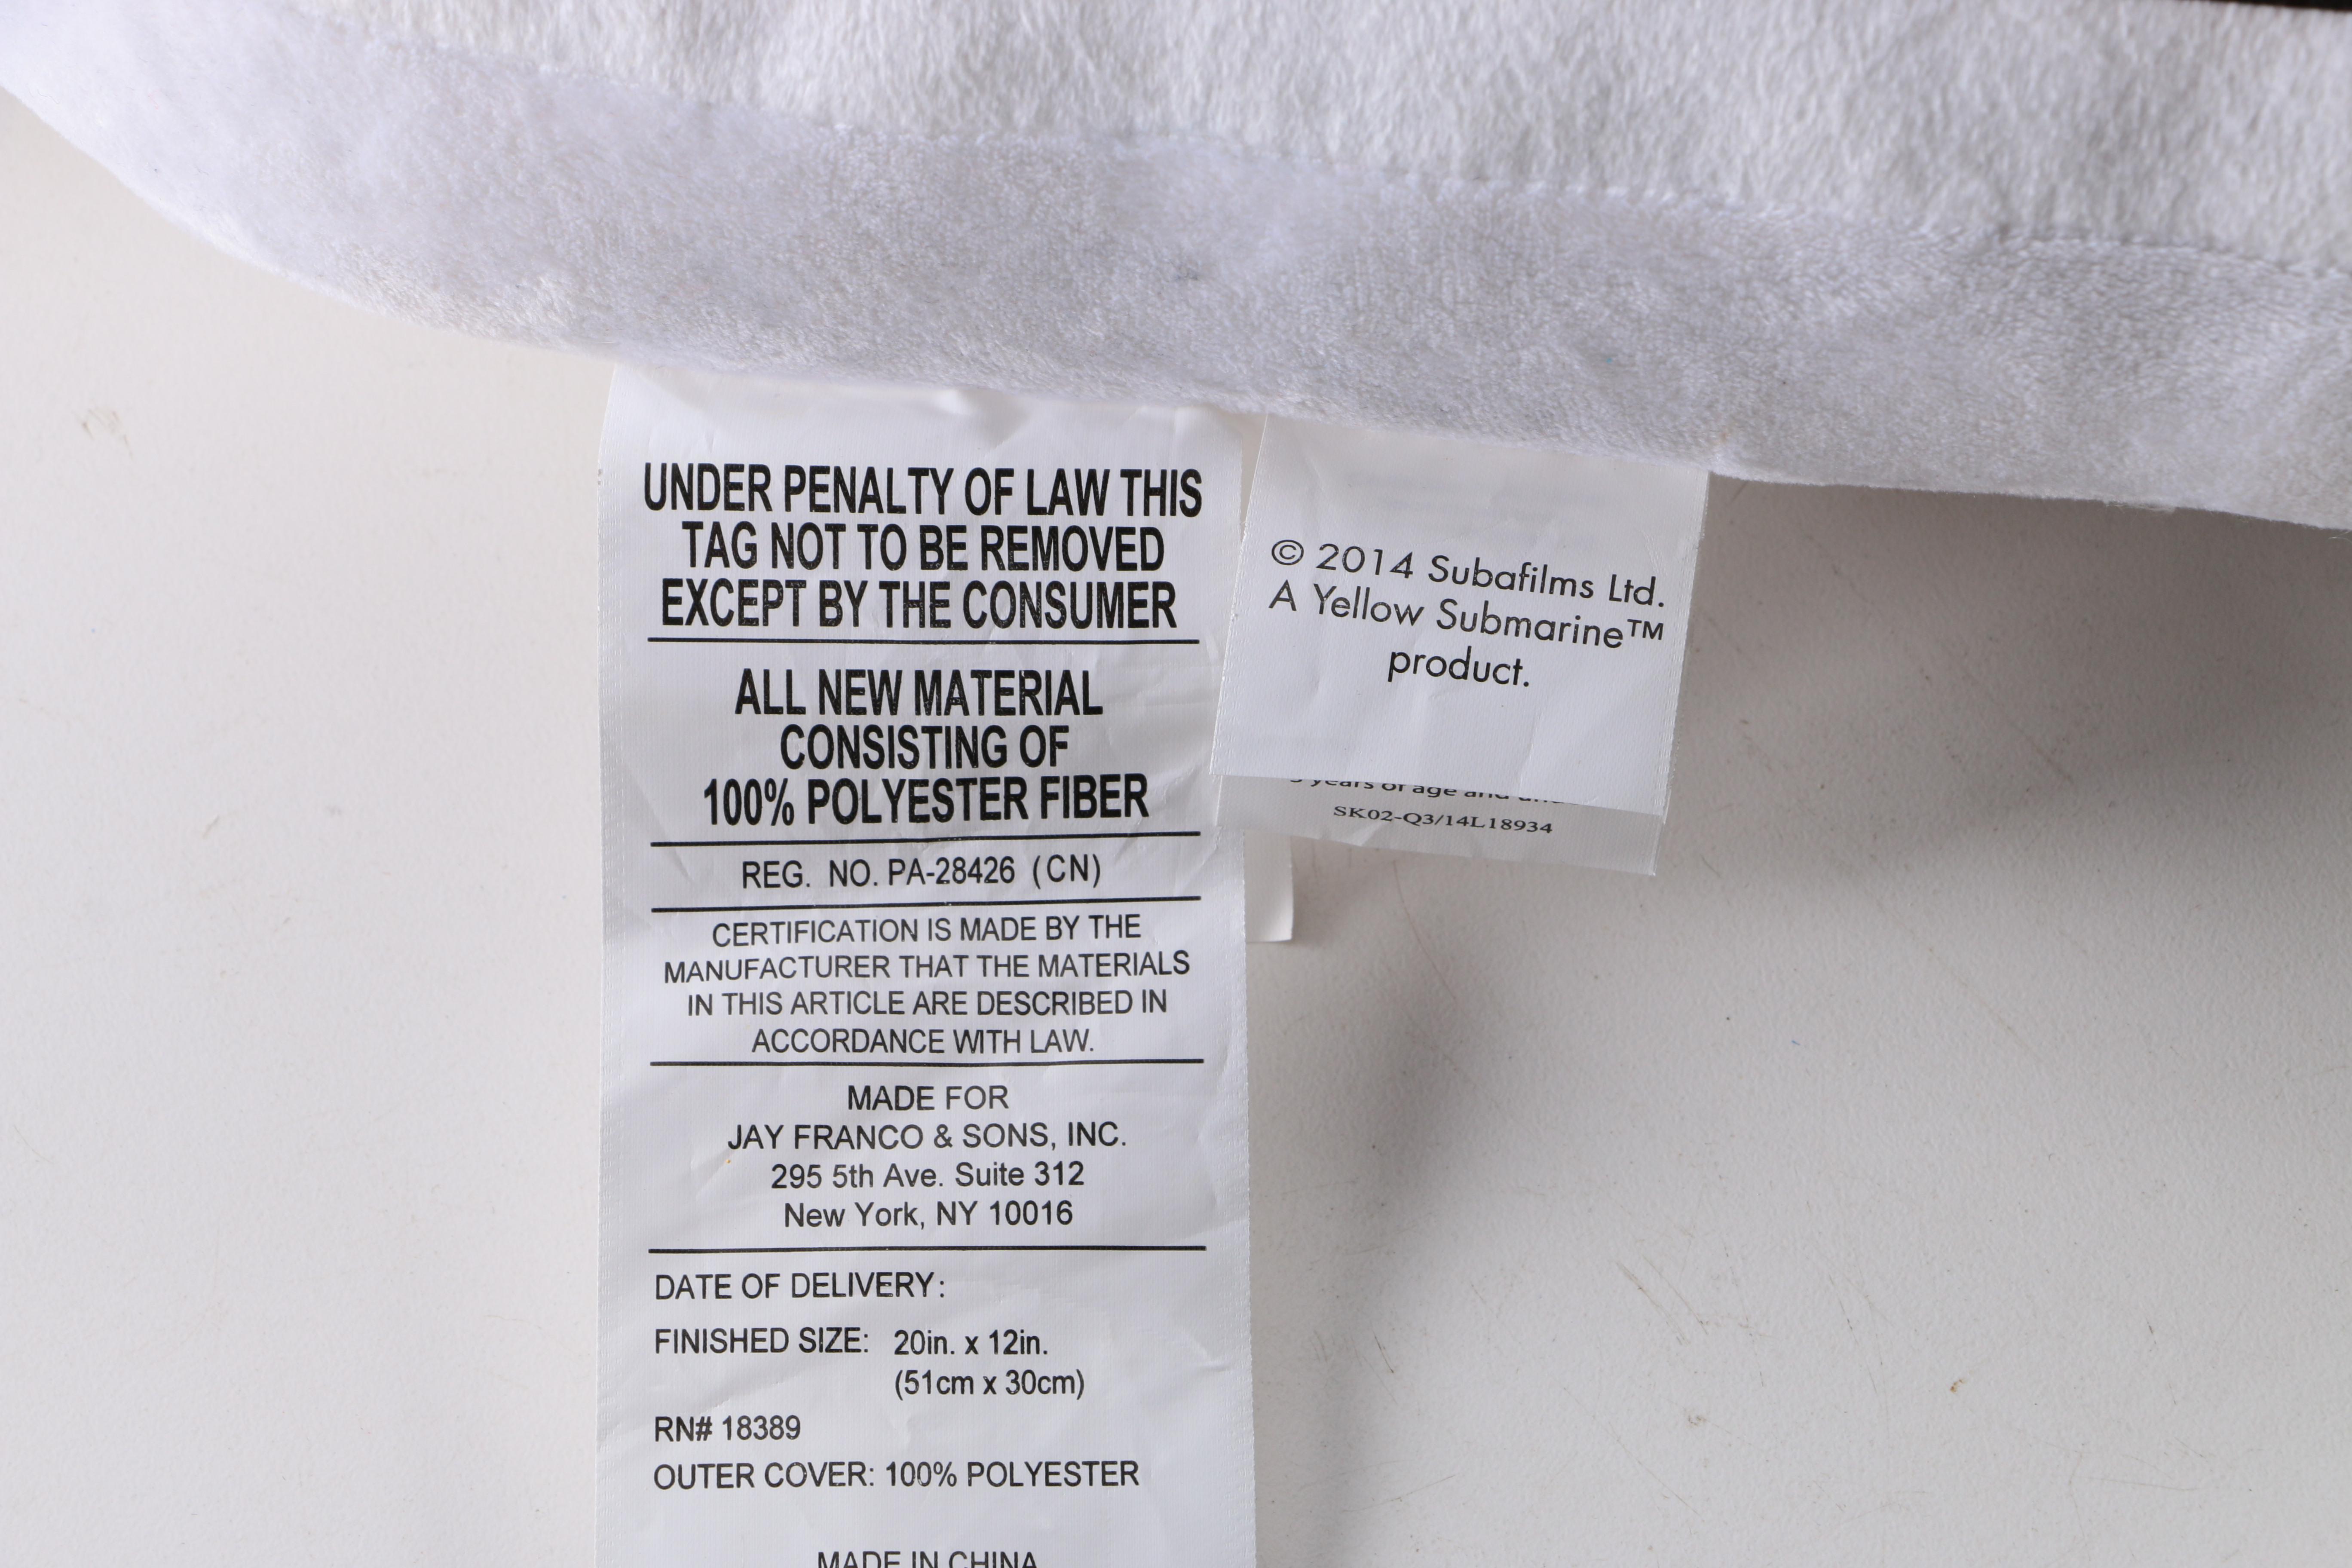 UNDER PENALTY OF LAW THIS
TAG NOT TO BE REMOVED
EXCEPT BY THE CONSUMER
ALL NEW MATERIAL
CONSISTING OF
100% POLYESTER FIBER
REG. NO. PA-28426 (CN)
CERTIFICATION IS MADE BY THE
MANUFACTURER THAT THE MATERIALS
IN THIS ARTICLE ARE DESCRIBED IN
ACCORDANCE WITH LAW.
MADE FOR
JAY FRANCO & SONS, INC.
295 5th Ave. Suite 312
New York, NY 10016
DATE OF DELIVERY:
FINISHED SIZE: 20in. x 12in.
(51cm x 30cm)
RN# 18389
OUTER COVER: 100% POLYESTER
MADE IN CHINA
© 2014 Subafilms Ltd.
A Yellow Submarine™
product.
years of age and
SK02-Q3/14L18934